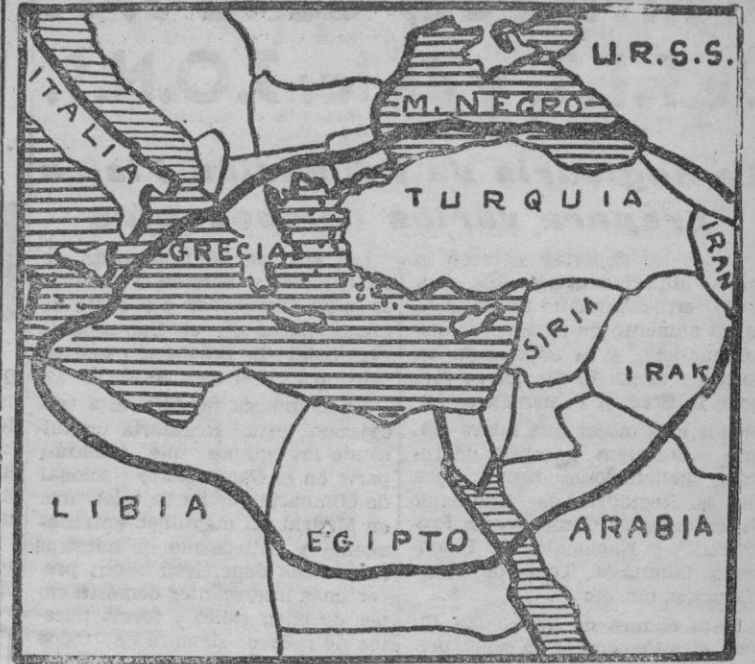 U.R.S.S.
ITALIA
M. NEGRO
TURQUIA
GRECIA
IRAN
SIRIA
IRAK
LIBIA
EGIPTO
ARABIA